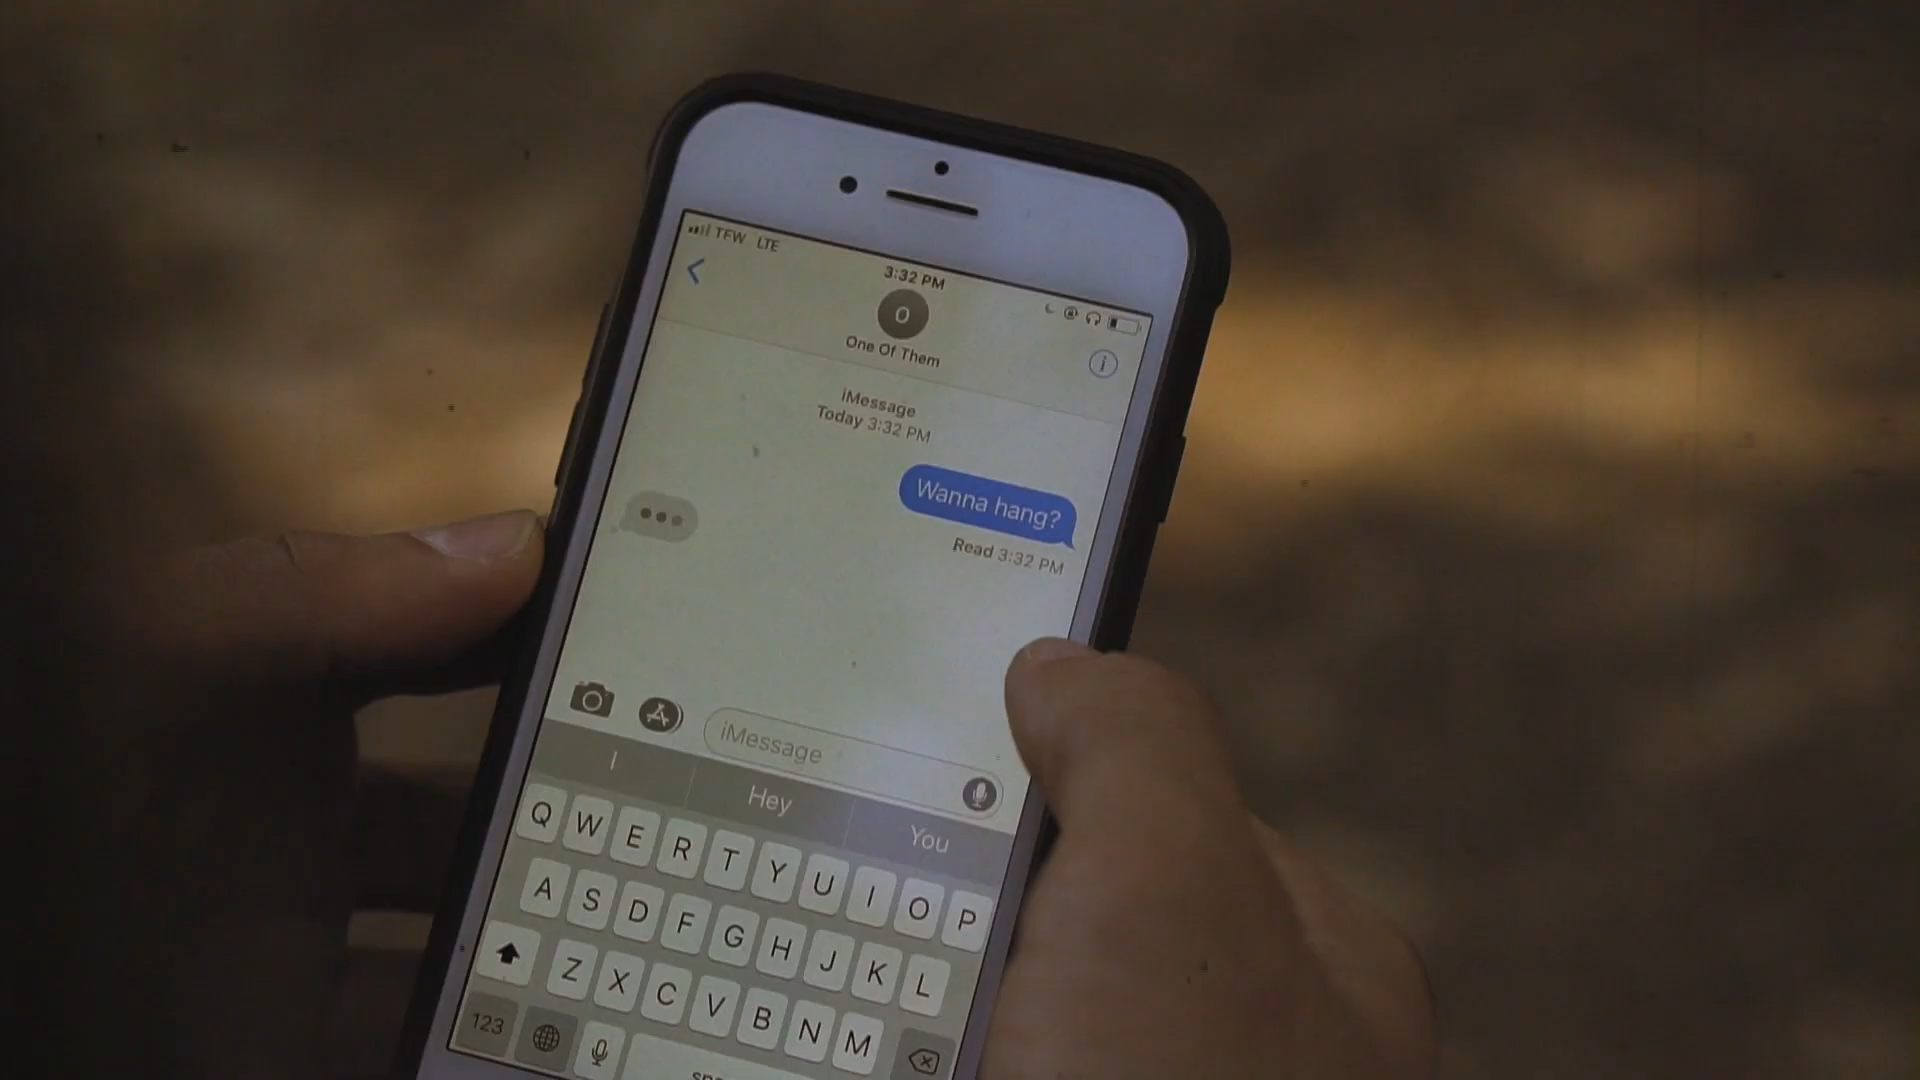 TFW LTE
3:32 PM
O
One Of Them
iMessage
Today 3:32 PM
Wanna hang?
Read 3:32 PM
iMessage
I
Hey
You
Q W E R T Y U I O P
A S D F G H J K L
Z X C V B N M
123